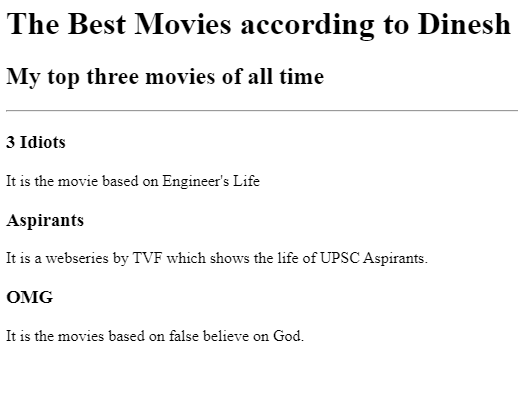 The Best Movies according to Dinesh
My top three movies of all time
3 Idiots
It is the movie based on Engineer's Life
Aspirants
It is a webseries by TVF which shows the life of UPSC Aspirants.
OMG
It is the movies based on false believe on God.